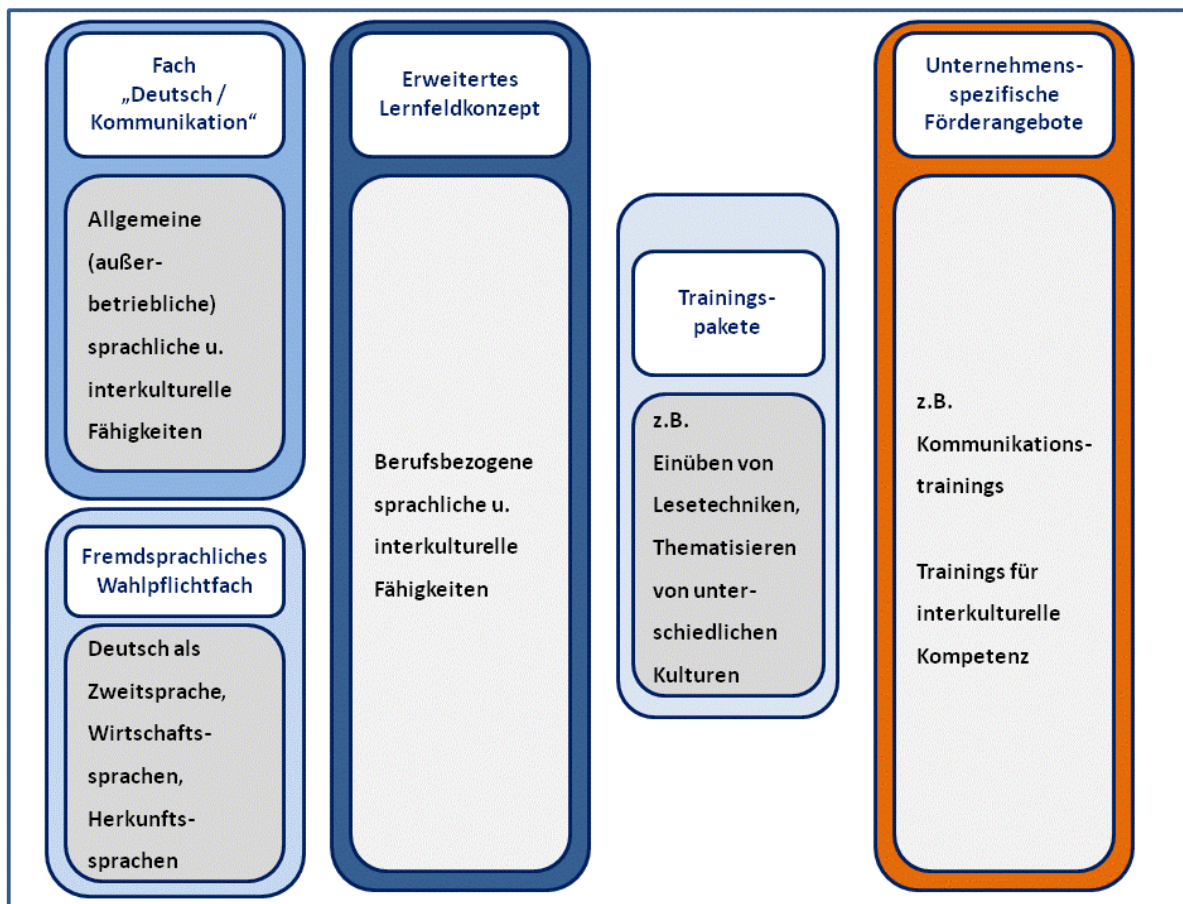 Fach
„Deutsch /
Kommunikation“
Allgemeine
(außer-
betriebliche)
sprachliche u.
interkulturelle
Fähigkeiten
Fremdsprachliches
Wahlpflichtfach
Deutsch als
Zweitsprache,
Wirtschafts-
sprachen,
Herkunfts-
sprachen
Erweitertes
Lernfeldkonzept
Berufsbezogene
sprachliche u.
interkulturelle
Fähigkeiten
Trainings-
pakete
z.B.
Einüben von
Lesetechniken,
Thematisieren
von unter-
schiedlichen
Kulturen
Unternehmens-
spezifische
Förderangebote
z.B.
Kommunikations-
trainings
Trainings für
interkulturelle
Kompetenz